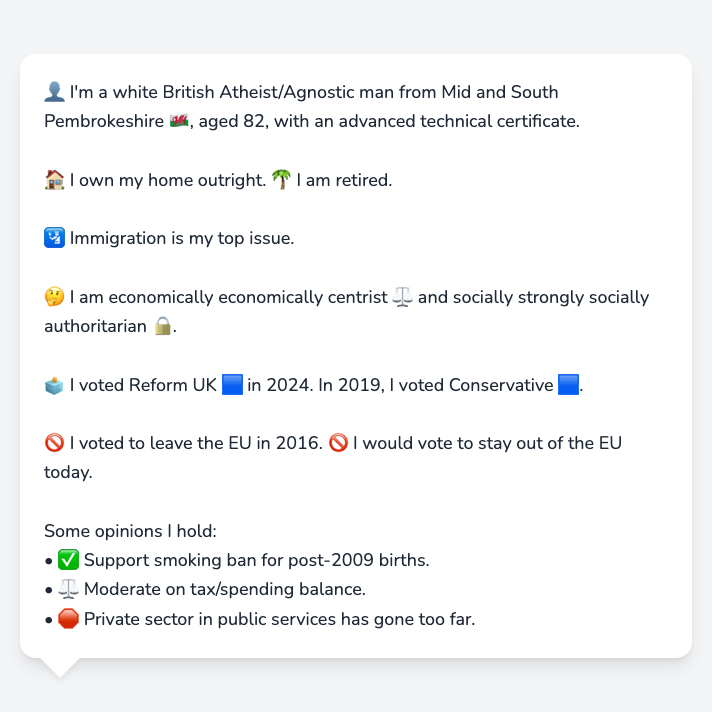 👤 I'm a white British Atheist/Agnostic man from Mid and South
Pembrokeshire 🏴󠁧󠁢󠁷󠁬󠁳󠁿, aged 82, with an advanced technical certificate.
🏠 I own my home outright. 🌴 I am retired.
🛂 Immigration is my top issue.
🤔 I am economically economically centrist ⚖️ and socially strongly socially
authoritarian 🔒.
🗳️ I voted Reform UK 🟦 in 2024. In 2019, I voted Conservative 🟦.
🚫 I voted to leave the EU in 2016. 🚫 I would vote to stay out of the EU
today.
Some opinions I hold:
• ✅ Support smoking ban for post-2009 births.
• ⚖️ Moderate on tax/spending balance.
• 🛑 Private sector in public services has gone too far.